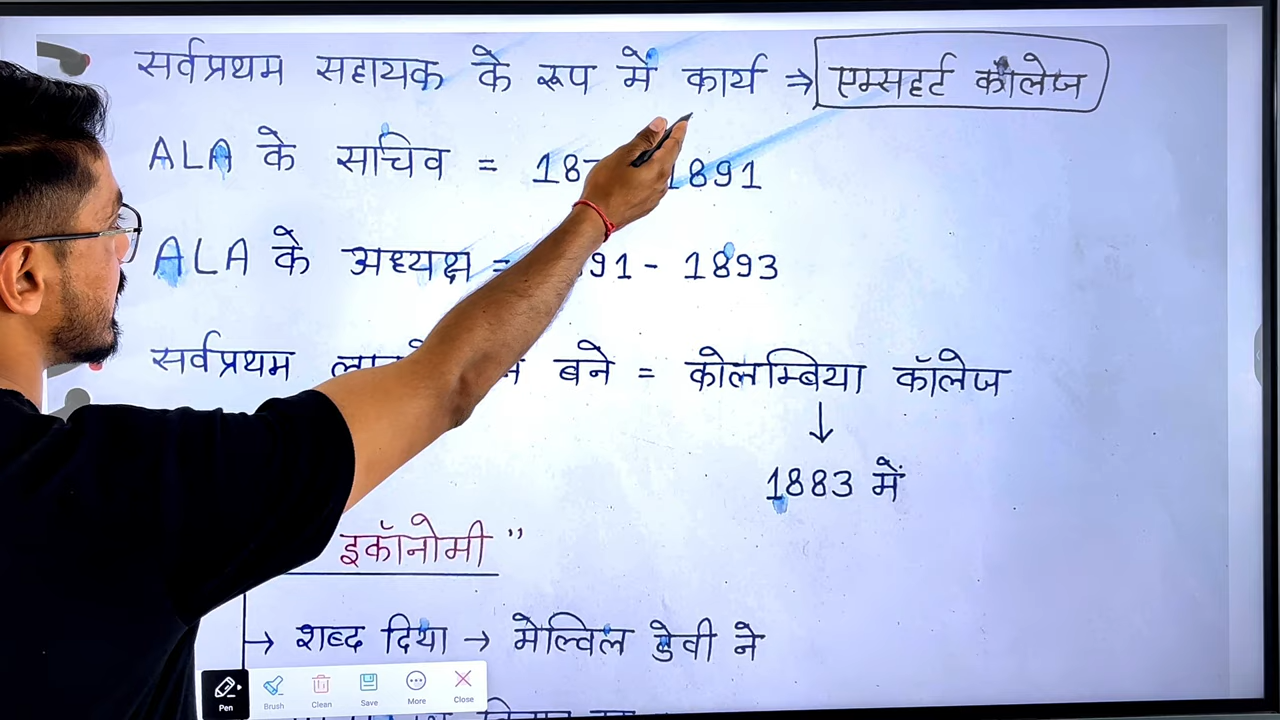 सर्वप्रथम सहायक के रूप में कार्य → एम्सहर्ट कॉलेज
ALA के सचिव = 18 1891
ALA के अध्यक्ष = 91 - 1893
सर्वप्रथम बने = कोलम्बिया कॉलेज
↓
1883 में
इकॉनोमी ”
→ शब्द दिया → मेल्विल डेवी ने
Pen Brush Clean Save More Close